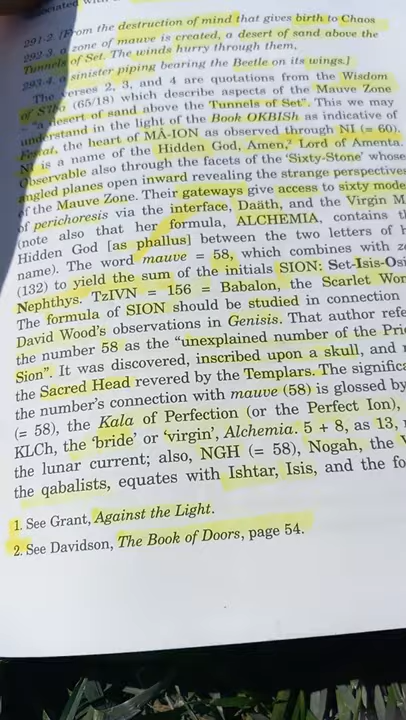 291-2. [From the destruction of mind that gives birth to Chaos
292-3. a zone of mauve is created, a desert of sand above the
Tunnels of Set. The winds hurry through them,
293-4. a sinister piping bearing the Beetle on its wings.]
The verses 2, 3, and 4 are quotations from the Wisdom
of S'lba (65/18) which describe aspects of the Mauve Zone
– "a desert of sand above the Tunnels of Set". This we may
understand in the light of the Book OKBISh as indicative of
the heart of MA-ION as observed through NI (= 60).
NI is a name of the Hidden God, Amen,² Lord of Amenta.
Observable also through the facets of the 'Sixty-Stone' whose
angled planes open inward revealing the strange perspectives
of the Mauve Zone. Their gateways give access to sixty mode
of perichoresis via the interface, Daäth, and the Virgin M
(note also that her formula, ALCHEMIA, contains
Hidden God [as phallus] between the two letters of
name). The word mauve = 58, which combines with
(132) to yield the sum of the initials SION: Set-Isis-Osi
Nephthys. TzIVN = 156 = Babalon, the Scarlet Wor
The formula of SION should be studied in connection
David Wood's observations in Genisis. That author refe
the number 58 as the "unexplained number of the Prio
Sion". It was discovered, inscribed upon a skull, and
the Sacred Head revered by the Templars. The significa
the number's connection with mauve (58) is glossed by
(= 58), the Kala of Perfection (or the Perfect Ion),
KLCh, the 'bride' or 'virgin', Alchemia. 5 + 8, as 13,
the lunar current; also, NGH (= 58), Nogah, the
the qabalists, equates with Ishtar, Isis, and the fo
1. See Grant, Against the Light.
2. See Davidson, The Book of Doors, page 54.